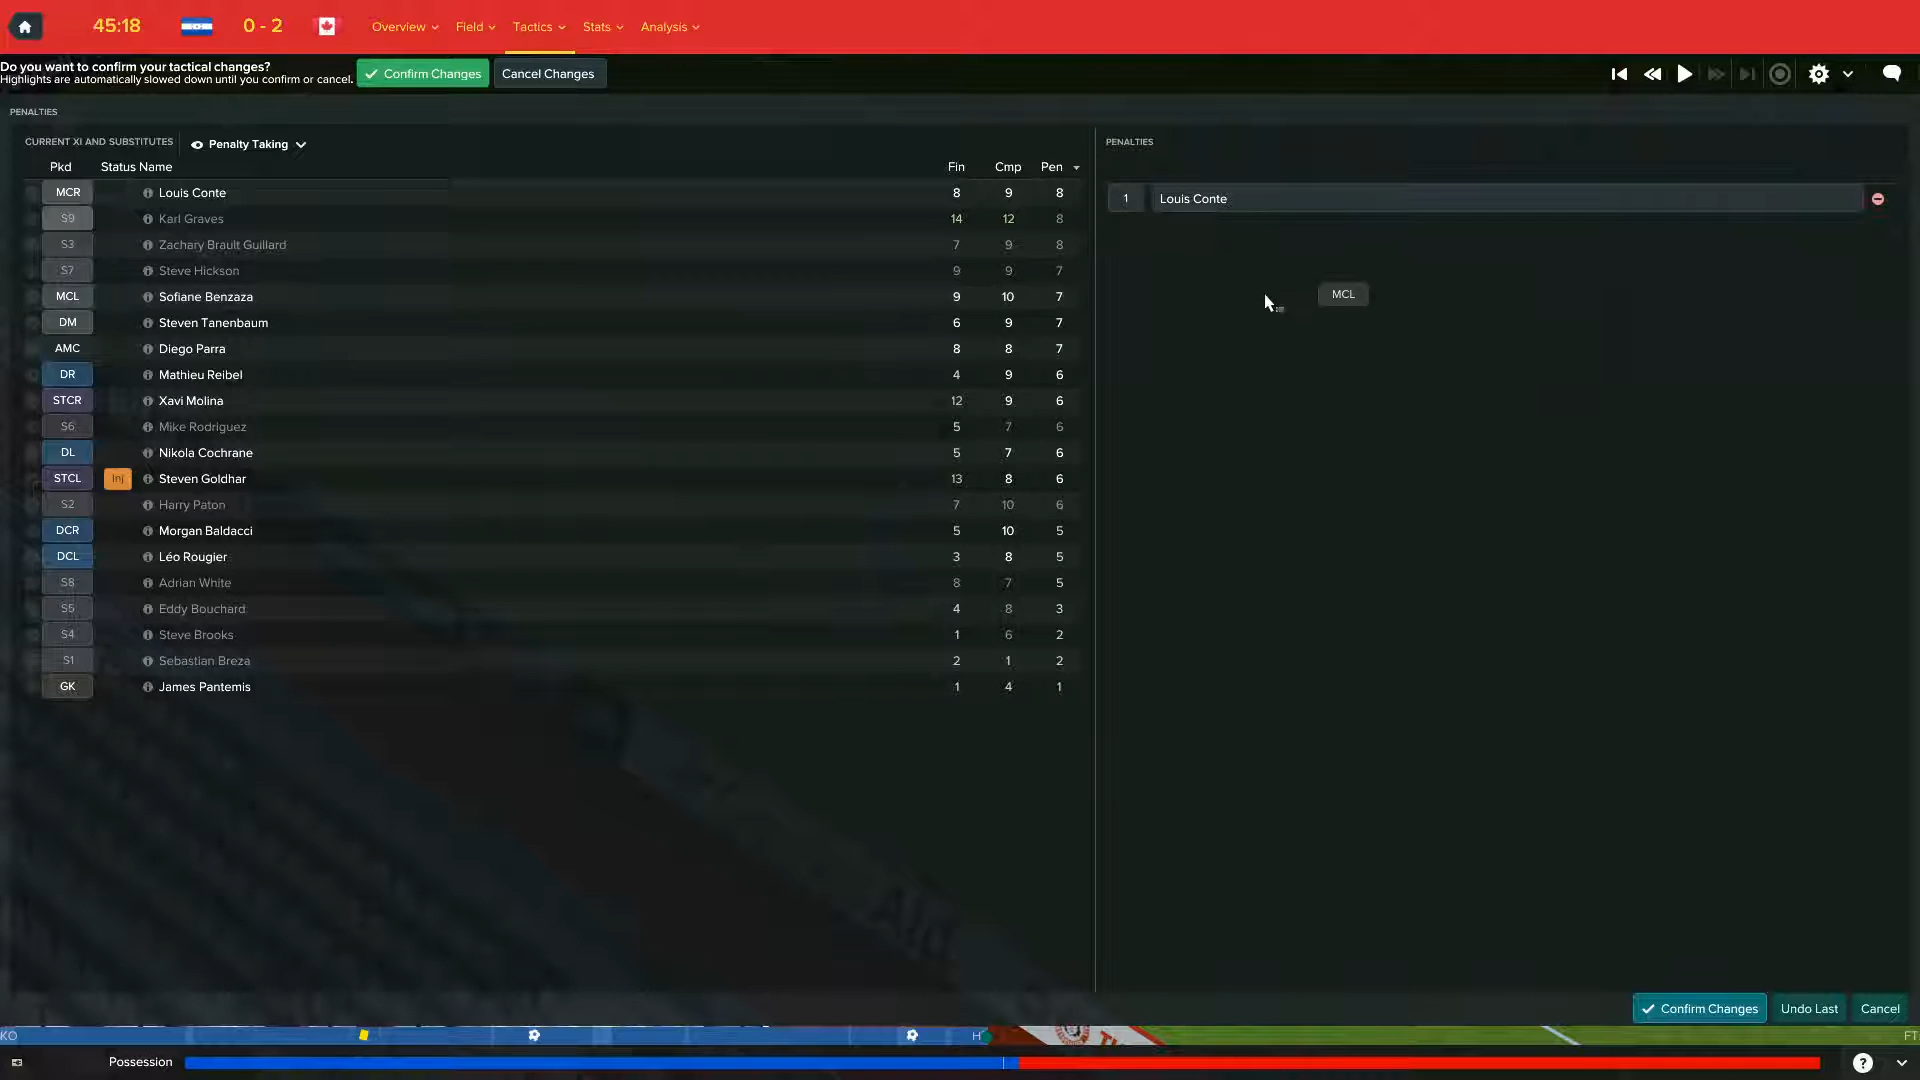 45:18 0 - 2 Overview Field Tactics Stats Analysis
Do you want to confirm your tactical changes?
Highlights are automatically slowed down until you confirm or cancel.
Confirm Changes Cancel Changes
PENALTIES
CURRENT XI AND SUBSTITUTES Penalty Taking
Pkd Status Name Fin Cmp Pen
MCR Louis Conte 8 9 8
S9 Karl Graves 14 12 8
S3 Zachary Brault Guillard 7 9 8
S7 Steve Hickson 9 9 7
MCL Sofiane Benzaza 9 10 7
DM Steven Tanenbaum 6 9 7
AMC Diego Parra 8 8 7
DR Mathieu Reibel 4 9 6
STCR Xavi Molina 12 9 6
S6 Mike Rodriguez 5 7 6
DL Nikola Cochrane 5 7 6
STCL Inj Steven Goldhar 13 8 6
S2 Harry Paton 7 10 6
DCR Morgan Baldacci 5 10 5
DCL Léo Rougier 3 8 5
S8 Adrian White 8 7 5
S5 Eddy Bouchard 4 8 3
S4 Steve Brooks 1 6 2
S1 Sebastian Breza 2 1 2
GK James Pantemis 1 4 1
PENALTIES
1 Louis Conte
MCL
Confirm Changes Undo Last Cancel
KO FT
Possession ?